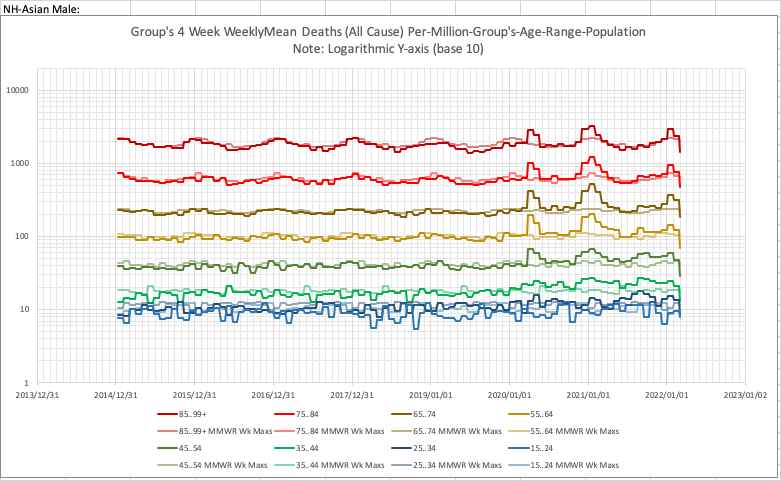 NH-Asian Male:
Group's 4 Week WeeklyMean Deaths (All Cause) Per-Million-Group's-Age-Range-Population
Note: Logarithmic Y-axis (base 10)
10000
1000
100
10
1
2013/12/31 2014/12/31 2015/12/31 2016/12/31 2017/12/31 2019/01/01 2020/01/01 2021/01/01 2022/01/01 2023/01/02
85..99+ 75..84 65..74 55..64
85..99+ MMWR Wk Maxs 75..84 MMWR Wk Maxs 65..74 MMWR Wk Maxs 55..64 MMWR Wk Maxs
45..54 35..44 25..34 15..24
45..54 MMWR Wk Maxs 35..44 MMWR Wk Maxs 25..34 MMWR Wk Maxs 15..24 MMWR Wk Maxs